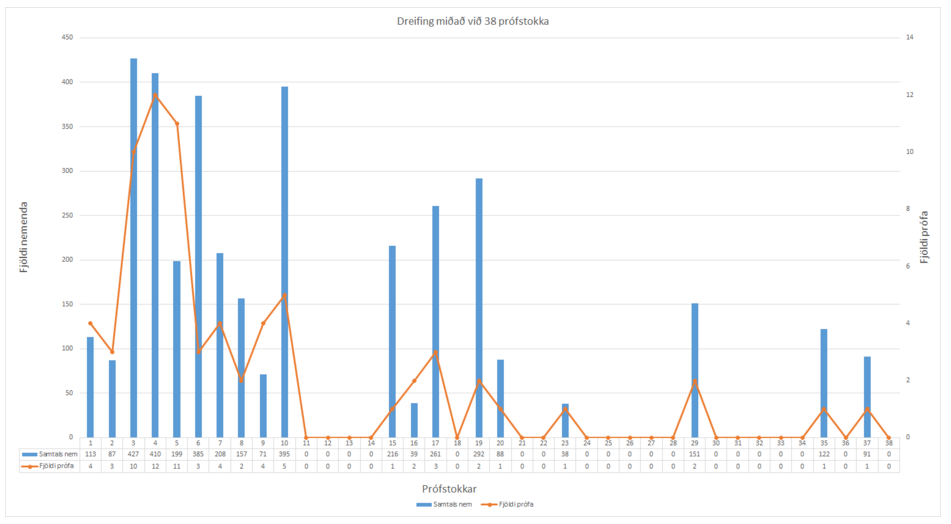 Dreifing miðað við 38 prófstokka
450
400
350
300
250
200
150
100
50
0
14
12
10
8
6
4
2
0
Fjöldi nemenda
Fjöldi prófa
1 2 3 4 5 6 7 8 9 10 11 12 13 14 15 16 17 18 19 20 21 22 23 24 25 26 27 28 29 30 31 32 33 34 35 36 37 38
Samtals nem 113 87 427 410 199 385 208 157 71 395 0 0 0 0 216 39 261 0 292 88 0 0 38 0 0 0 0 0 151 0 0 0 0 0 122 0 91 0
Fjöldi prófa 4 3 10 12 11 3 4 2 4 5 0 0 0 0 1 2 3 0 2 1 0 0 1 0 0 0 0 0 2 0 0 0 0 0 1 0 1 0
Prófstokkar
Samtals nem Fjöldi prófa